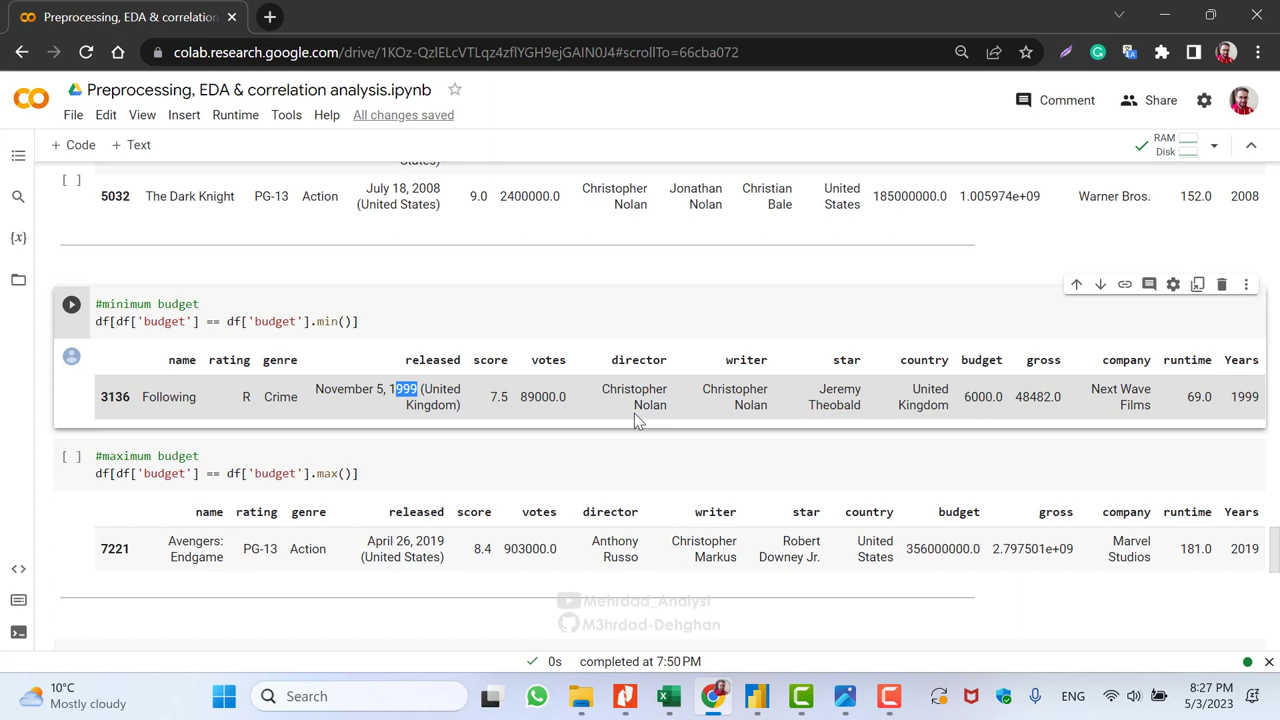 Preprocessing, EDA & correlation
colab.research.google.com/drive/1KOz-QzlELcVTLqz4zflYGH9ejGAIN0J4#scrollTo=66cba072
Preprocessing, EDA & correlation analysis.ipynb
File Edit View Insert Runtime Tools Help All changes saved
Comment Share
+ Code + Text
RAM
Disk
States)
[ ]
5032 The Dark Knight PG-13 Action July 18, 2008 (United States) 9.0 2400000.0 Christopher Nolan Jonathan Nolan Christian Bale United States 185000000.0 1.005974e+09 Warner Bros. 152.0 2008
#minimum budget
df[df['budget'] == df['budget'].min()]
name rating genre released score votes director writer star country budget gross company runtime Years
3136 Following R Crime November 5, 1999 (United Kingdom) 7.5 89000.0 Christopher Nolan Christopher Nolan Jeremy Theobald United Kingdom 6000.0 48482.0 Next Wave Films 69.0 1999
[ ] #maximum budget
df[df['budget'] == df['budget'].max()]
name rating genre released score votes director writer star country budget gross company runtime Years
7221 Avengers: Endgame PG-13 Action April 26, 2019 (United States) 8.4 903000.0 Anthony Russo Christopher Markus Robert Downey Jr. United States 356000000.0 2.797501e+09 Marvel Studios 181.0 2019
Mehrdad_Analyst
M3hrdad-Dehghan
0s completed at 7:50 PM
10°C
Mostly cloudy
Search
ENG
8:27 PM
5/3/2023